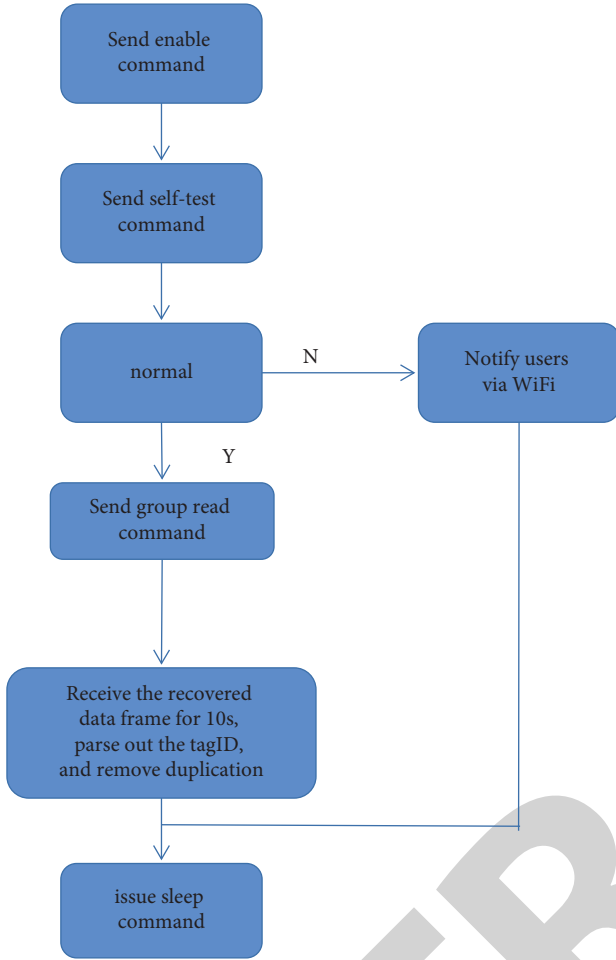 Send enable
command
Send self-test
command
normal
N
Notify users
via WiFi
Y
Send group read
command
Receive the recovered
data frame for 10s,
parse out the tagID,
and remove duplication
issue sleep
command